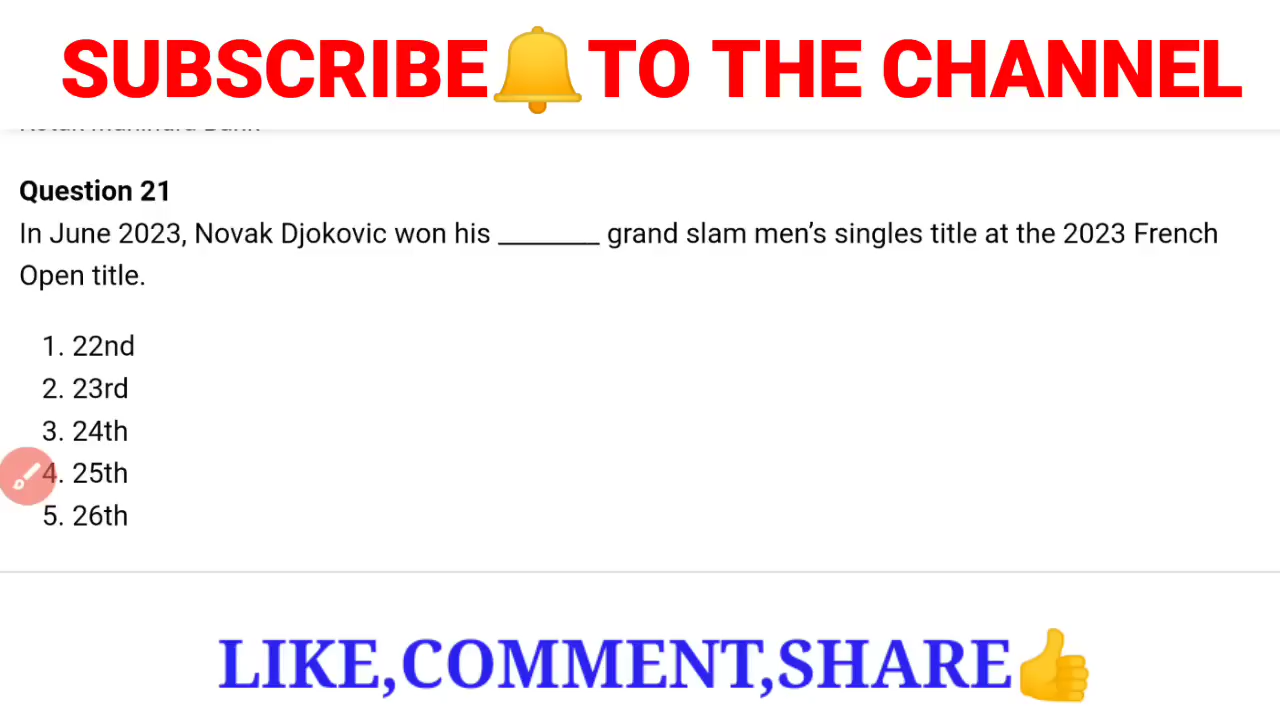 SUBSCRIBE🔔TO THE CHANNEL
Question 21
In June 2023, Novak Djokovic won his ________ grand slam men’s singles title at the 2023 French
Open title.
1. 22nd
2. 23rd
3. 24th
4. 25th
5. 26th
LIKE,COMMENT,SHARE👍